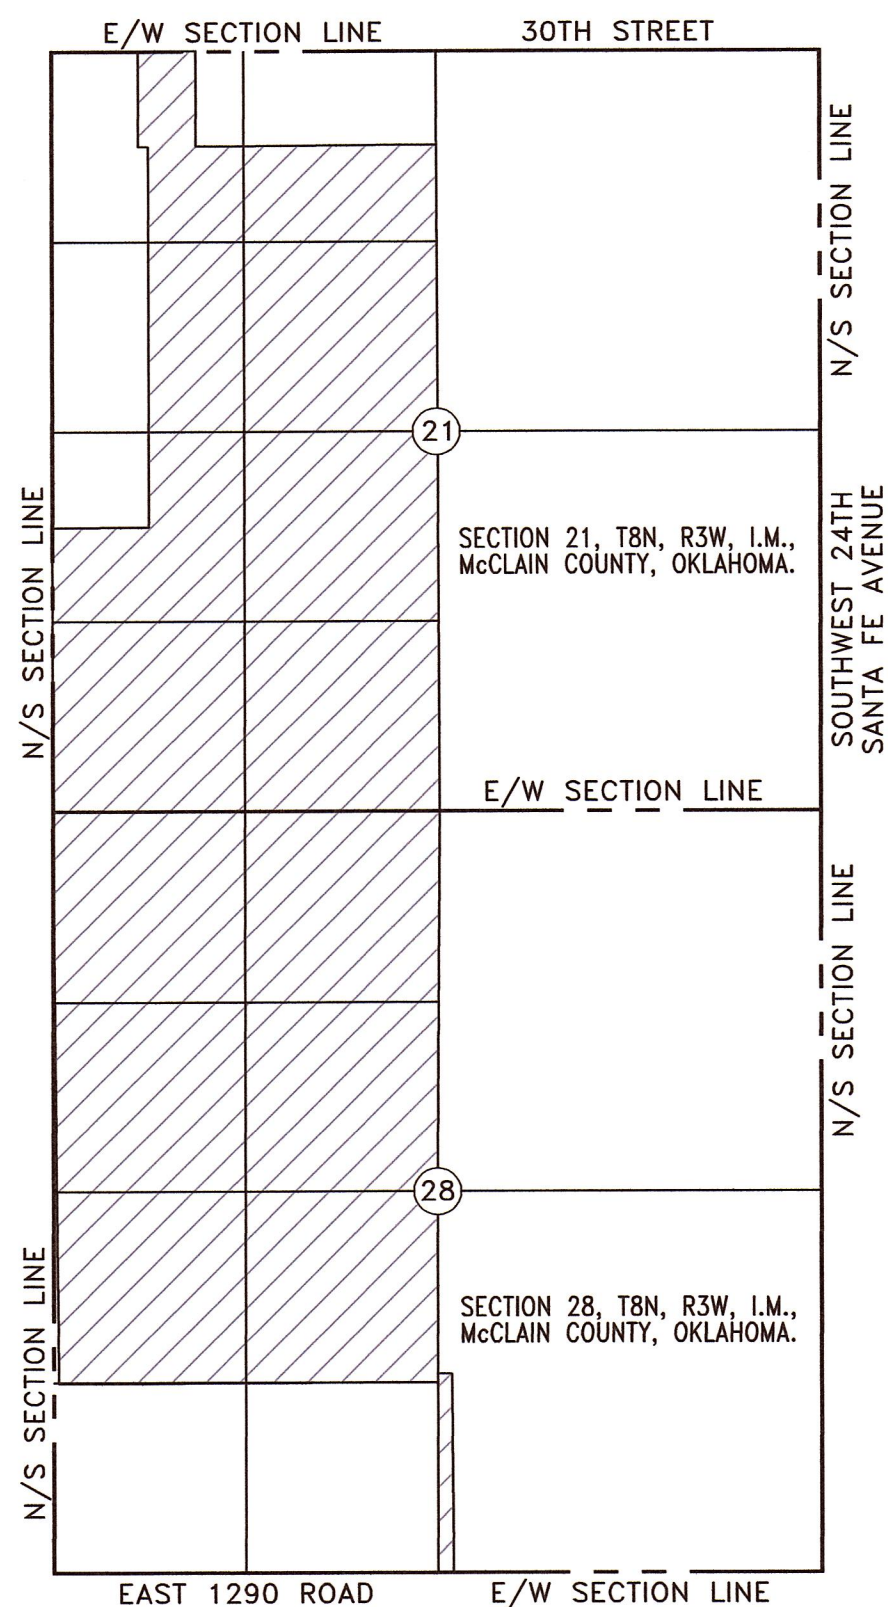 E/W SECTION LINE
30TH STREET
N/S SECTION LINE
21
SECTION 21, T8N, R3W, I.M.,
McCLAIN COUNTY, OKLAHOMA.
N/S SECTION LINE
SOUTHWEST 24TH
SANTA FE AVENUE
E/W SECTION LINE
N/S SECTION LINE
28
SECTION 28, T8N, R3W, I.M.,
McCLAIN COUNTY, OKLAHOMA.
N/S SECTION LINE
EAST 1290 ROAD
E/W SECTION LINE